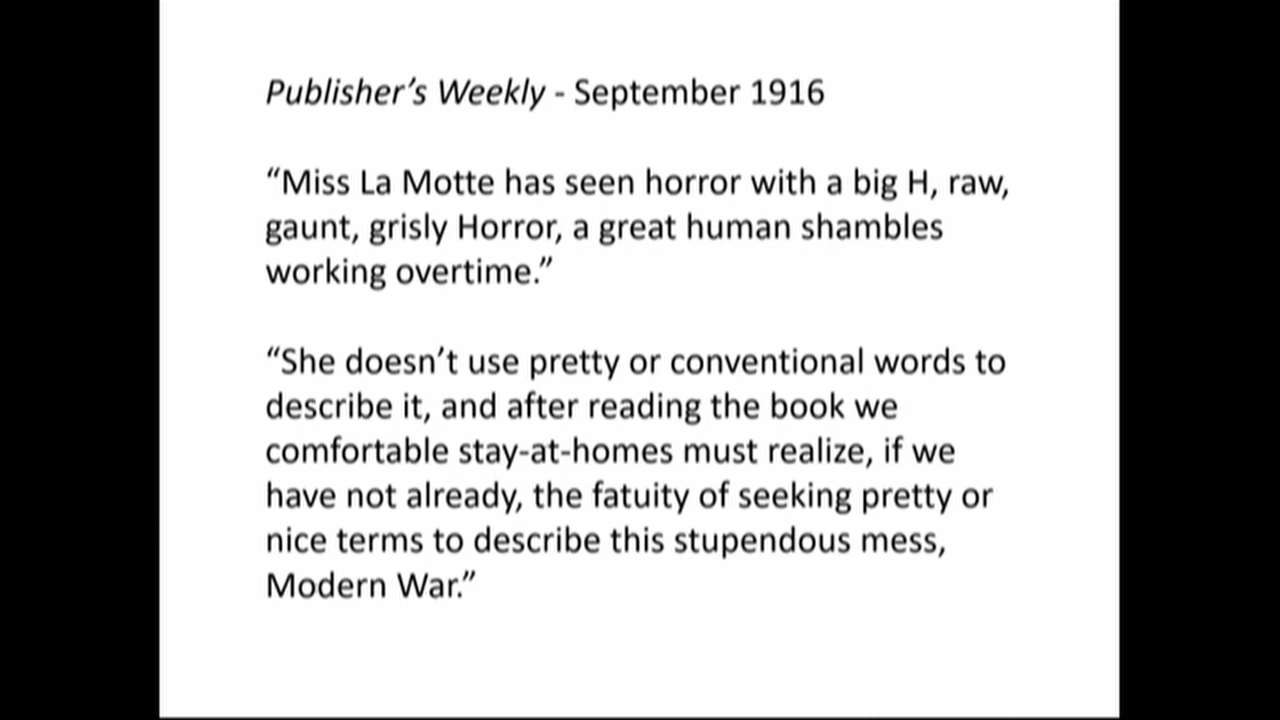 Publisher’s Weekly - September 1916
“Miss La Motte has seen horror with a big H, raw,
gaunt, grisly Horror, a great human shambles
working overtime.”
“She doesn’t use pretty or conventional words to
describe it, and after reading the book we
comfortable stay-at-homes must realize, if we
have not already, the fatuity of seeking pretty or
nice terms to describe this stupendous mess,
Modern War.”